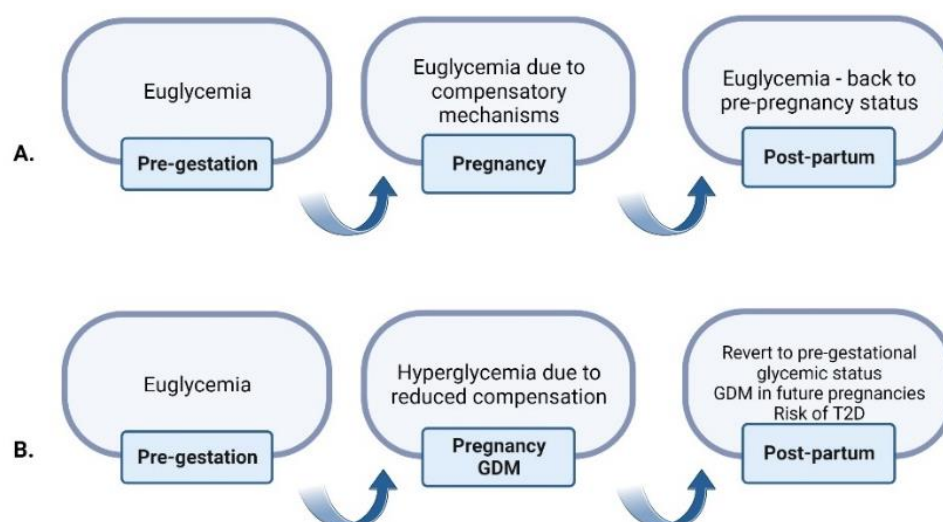 Euglycemia
Pre-gestation
Euglycemia due to
compensatory
mechanisms
Pregnancy
Euglycemia - back to
pre-pregnancy status
Post-partum
A.
Euglycemia
Pre-gestation
Hyperglycemia due to
reduced compensation
Pregnancy
GDM
Revert to pre-gestational
glycemic status
GDM in future pregnancies
Risk of T2D
Post-partum
B.